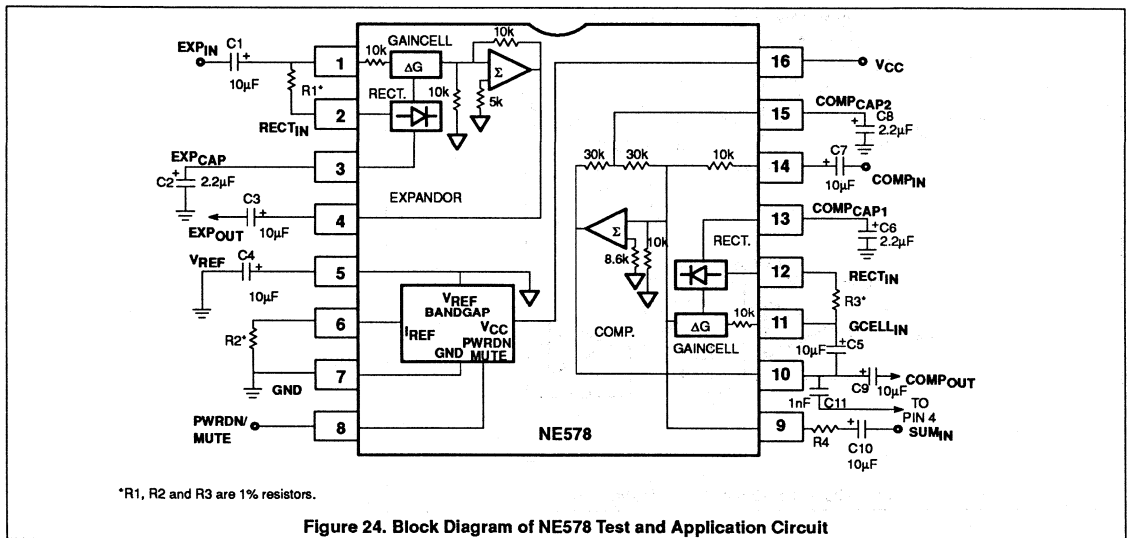 EXPIN
C1
+
10µF
R1*
RECTIN
EXPCAP
C2
+
2.2µF
C3
+
10µF
EXPOUT
VREF
C4
+
10µF
R2*
GND
PWRDN/
MUTE
1
2
3
4
5
6
7
8
10k
GAINCELL
ΔG
RECT.
10k
10k
Σ
5k
EXPANDOR
VREF
BANDGAP
IREF
VCC
PWRDN
GND MUTE
30k
30k
10k
Σ
8.6k
10k
RECT.
COMP.
ΔG
10k
GAINCELL
NE578
16
15
14
13
12
11
10
9
VCC
COMPCAP2
C8
+
2.2µF
C7
+
10µF
COMPIN
COMPCAP1
+
C6
2.2µF
RECTIN
R3*
GCELLIN
+
C5
10µF
+
C9
10µF
COMPOUT
1nF
C11
TO
PIN 4
SUMIN
R4
+
C10
10µF
*R1, R2 and R3 are 1% resistors.
Figure 24. Block Diagram of NE578 Test and Application Circuit